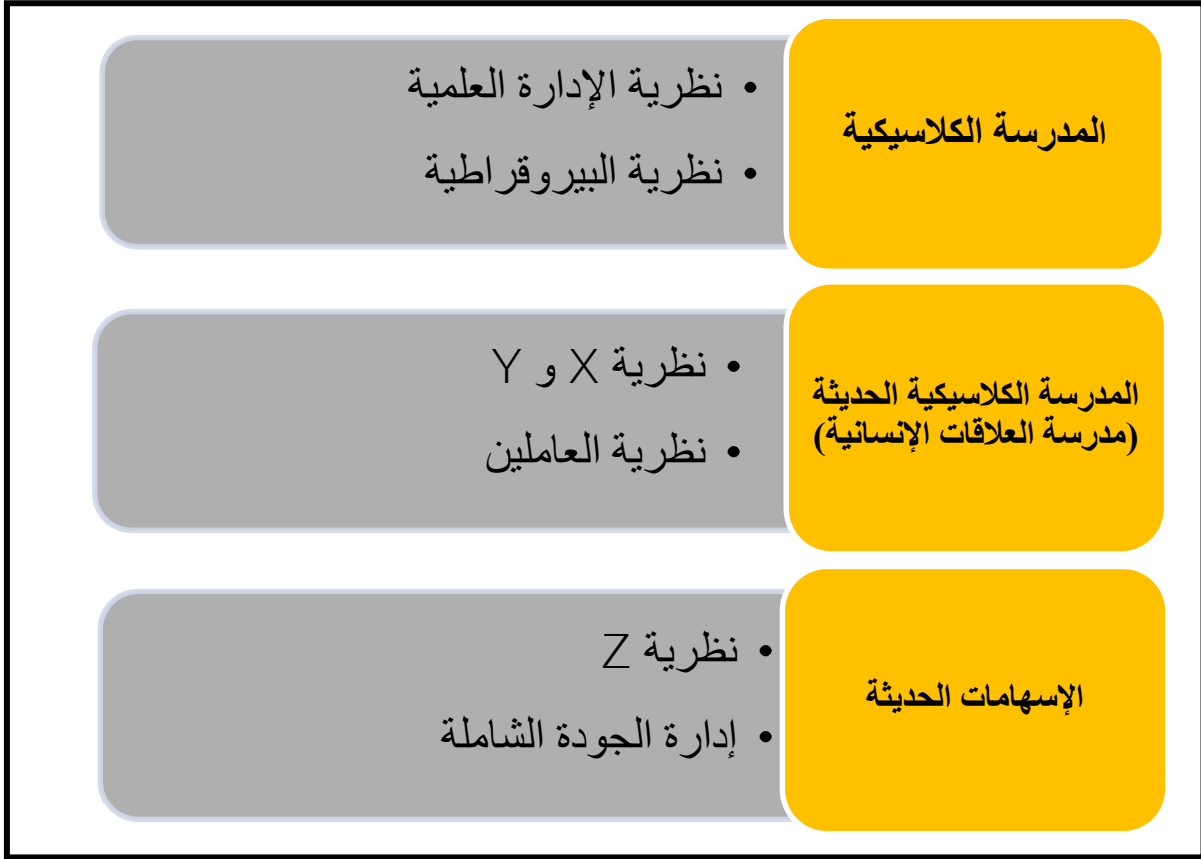 المدرسة الكلاسيكية
• نظرية الإدارة العلمية
• نظرية البيروقراطية
المدرسة الكلاسيكية الحديثة
(مدرسة العلاقات الإنسانية)
• نظرية X و Y
• نظرية العاملين
الإسهامات الحديثة
• نظرية Z
• إدارة الجودة الشاملة